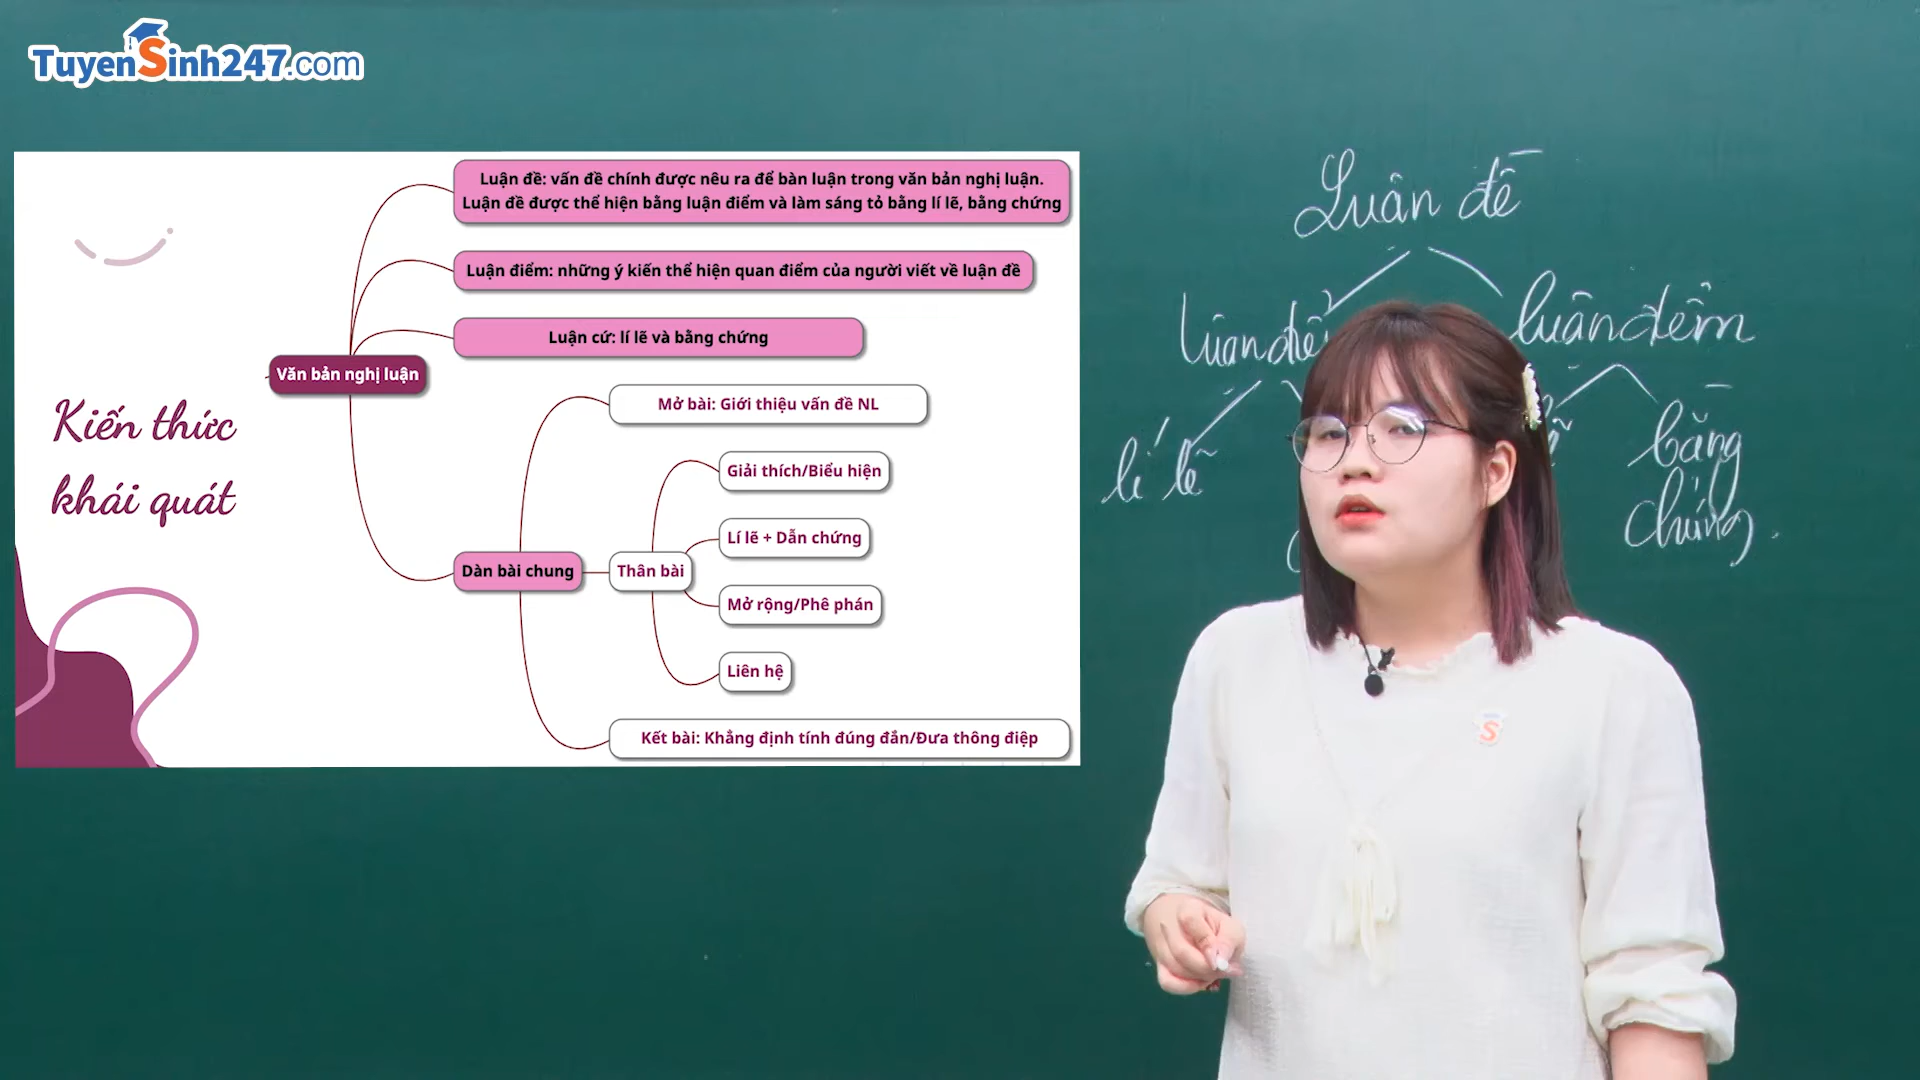 TuyenSinh247.com
Luận đề: vấn đề chính được nêu ra để bàn luận trong văn bản nghị luận.
Luận đề được thể hiện bằng luận điểm và làm sáng tỏ bằng lí lẽ, bằng chứng
Luận điểm: những ý kiến thể hiện quan điểm của người viết về luận đề
Luận cứ: lí lẽ và bằng chứng
Văn bản nghị luận
Kiến thức
khái quát
Mở bài: Giới thiệu vấn đề NL
Giải thích/Biểu hiện
Lí lẽ + Dẫn chứng
Dàn bài chung
Thân bài
Mở rộng/Phê phán
Liên hệ
Kết bài: Khẳng định tính đúng đắn/Đưa thông điệp
Luân đề
luân điểm
lí lẽ
bằng
chứng.
S